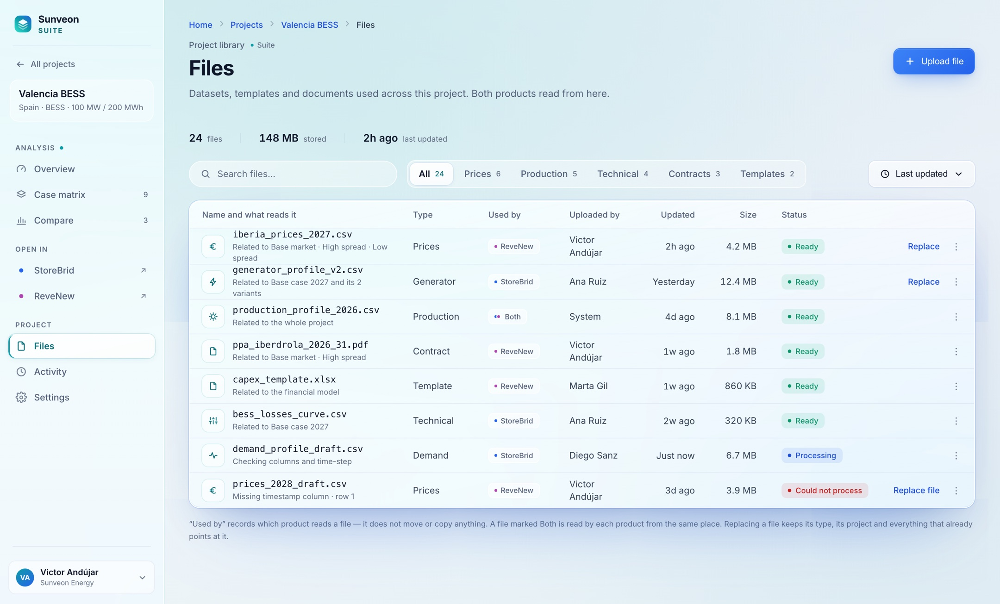 Sunveon
SUITE
All projects
Valencia BESS
Spain · BESS · 100 MW / 200 MWh
ANALYSIS
Overview
Case matrix 9
Compare 3
OPEN IN
StoreBrid
ReveNew
PROJECT
Files
Activity
Settings
VA
Victor Andújar
Sunveon Energy
Home Projects Valencia BESS Files
Project library Suite
Files
Datasets, templates and documents used across this project. Both products read from here.
Upload file
24 files 148 MB stored 2h ago last updated
Search files...
All 24 Prices 6 Production 5 Technical 4 Contracts 3 Templates 2
Last updated
Name and what reads it Type Used by Uploaded by Updated Size Status
iberia_prices_2027.csv
Related to Base market · High spread · Low
spread
€ Prices ReveNew Victor
Andújar 2h ago 4.2 MB Ready Replace
generator_profile_v2.csv
Related to Base case 2027 and its 2
variants
Generator StoreBrid Ana Ruiz Yesterday 12.4 MB Ready Replace
production_profile_2026.csv
Related to the whole project
Production Both System 4d ago 8.1 MB Ready
ppa_iberdrola_2026_31.pdf
Related to Base market · High spread
Contract ReveNew Victor
Andújar 1w ago 1.8 MB Ready
capex_template.xlsx
Related to the financial model
Template ReveNew Marta Gil 1w ago 860 KB Ready
bess_losses_curve.csv
Related to Base case 2027
Technical StoreBrid Ana Ruiz 2w ago 320 KB Ready
demand_profile_draft.csv
Checking columns and time-step
Demand StoreBrid Diego Sanz Just now 6.7 MB Processing
prices_2028_draft.csv
Missing timestamp column · row 1
€ Prices ReveNew Victor
Andújar 3d ago 3.9 MB Could not process Replace file
“Used by” records which product reads a file — it does not move or copy anything. A file marked Both is read by each product from the same place. Replacing a file keeps its type, its project and everything that already
points at it.